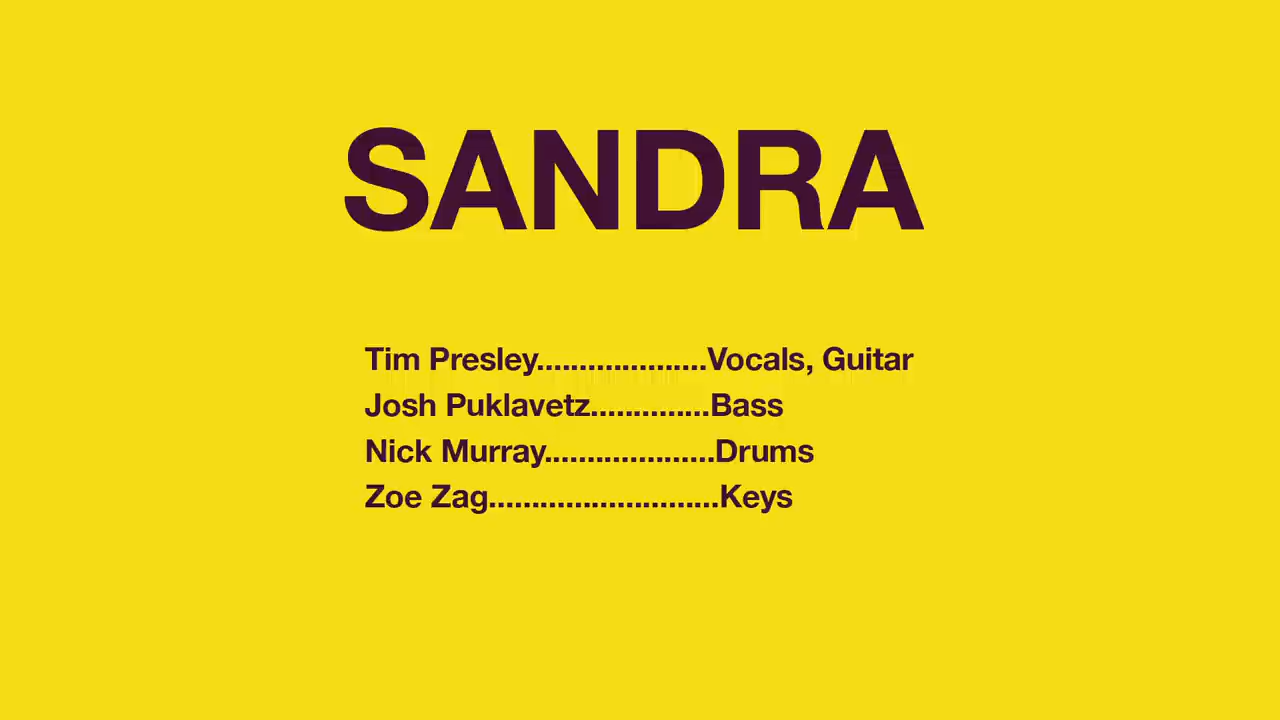 SANDRA
Tim Presley....................Vocals, Guitar
Josh Puklavetz..............Bass
Nick Murray....................Drums
Zoe Zag...........................Keys